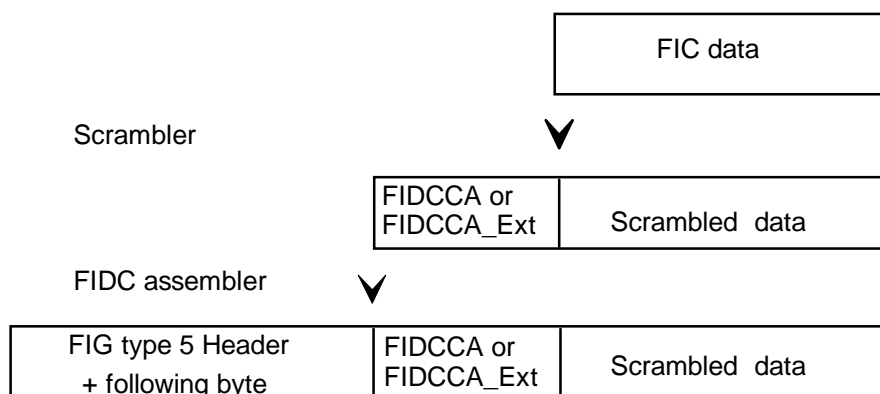 FIC data
Scrambler
FIDCCA or
FIDCCA_Ext
Scrambled data
FIDC assembler
FIG type 5 Header
+ following byte
FIDCCA or
FIDCCA_Ext
Scrambled data